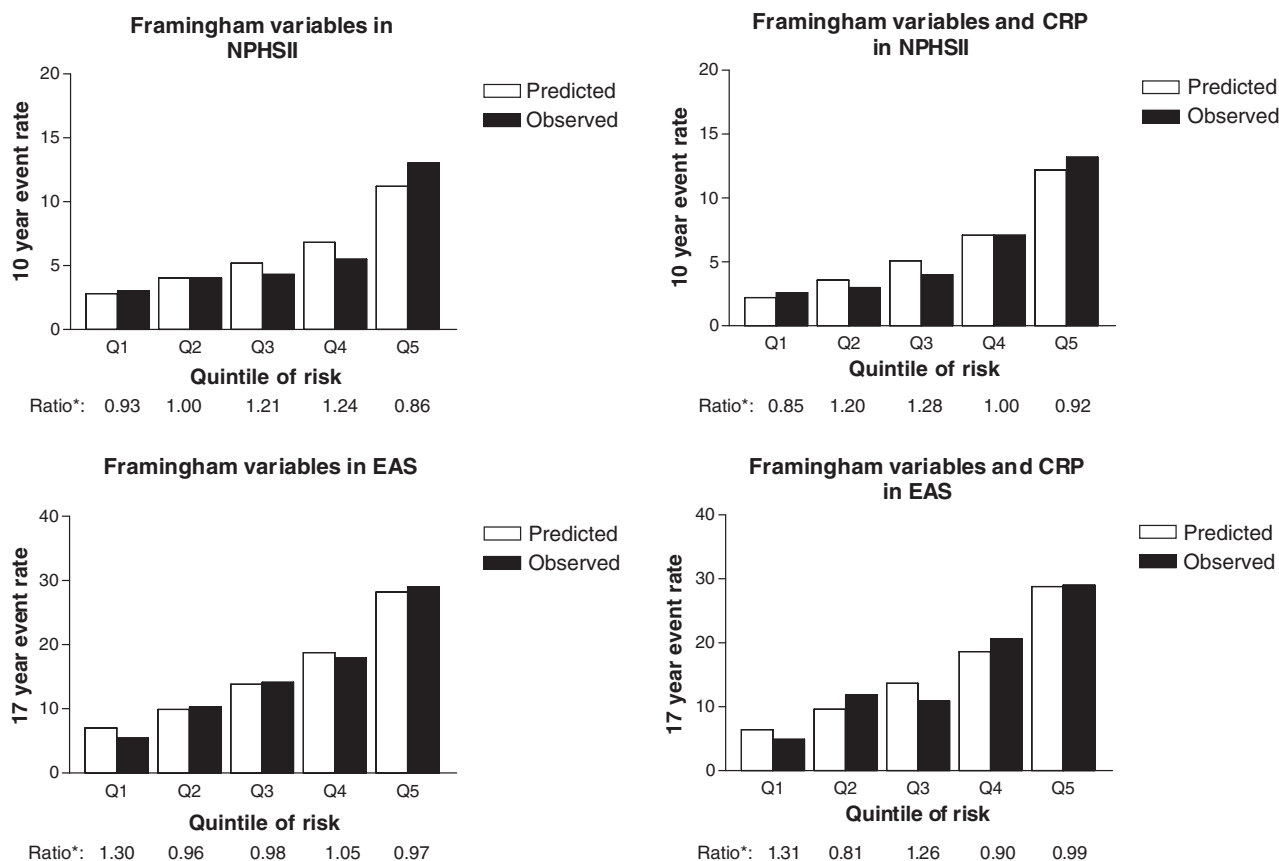 Framingham variables in
NPHSII
20
15
10
5
0
10 year event rate
Predicted
Observed
Q1 Q2 Q3 Q4 Q5
Quintile of risk
Ratio*: 0.93 1.00 1.21 1.24 0.86
Framingham variables and CRP
in NPHSII
20
15
10
5
0
10 year event rate
Predicted
Observed
Q1 Q2 Q3 Q4 Q5
Quintile of risk
Ratio*: 0.85 1.20 1.28 1.00 0.92
Framingham variables in EAS
40
30
20
10
0
17 year event rate
Predicted
Observed
Q1 Q2 Q3 Q4 Q5
Quintile of risk
Ratio*: 1.30 0.96 0.98 1.05 0.97
Framingham variables and CRP
in EAS
40
30
20
10
0
17 year event rate
Predicted
Observed
Q1 Q2 Q3 Q4 Q5
Quintile of risk
Ratio*: 1.31 0.81 1.26 0.90 0.99